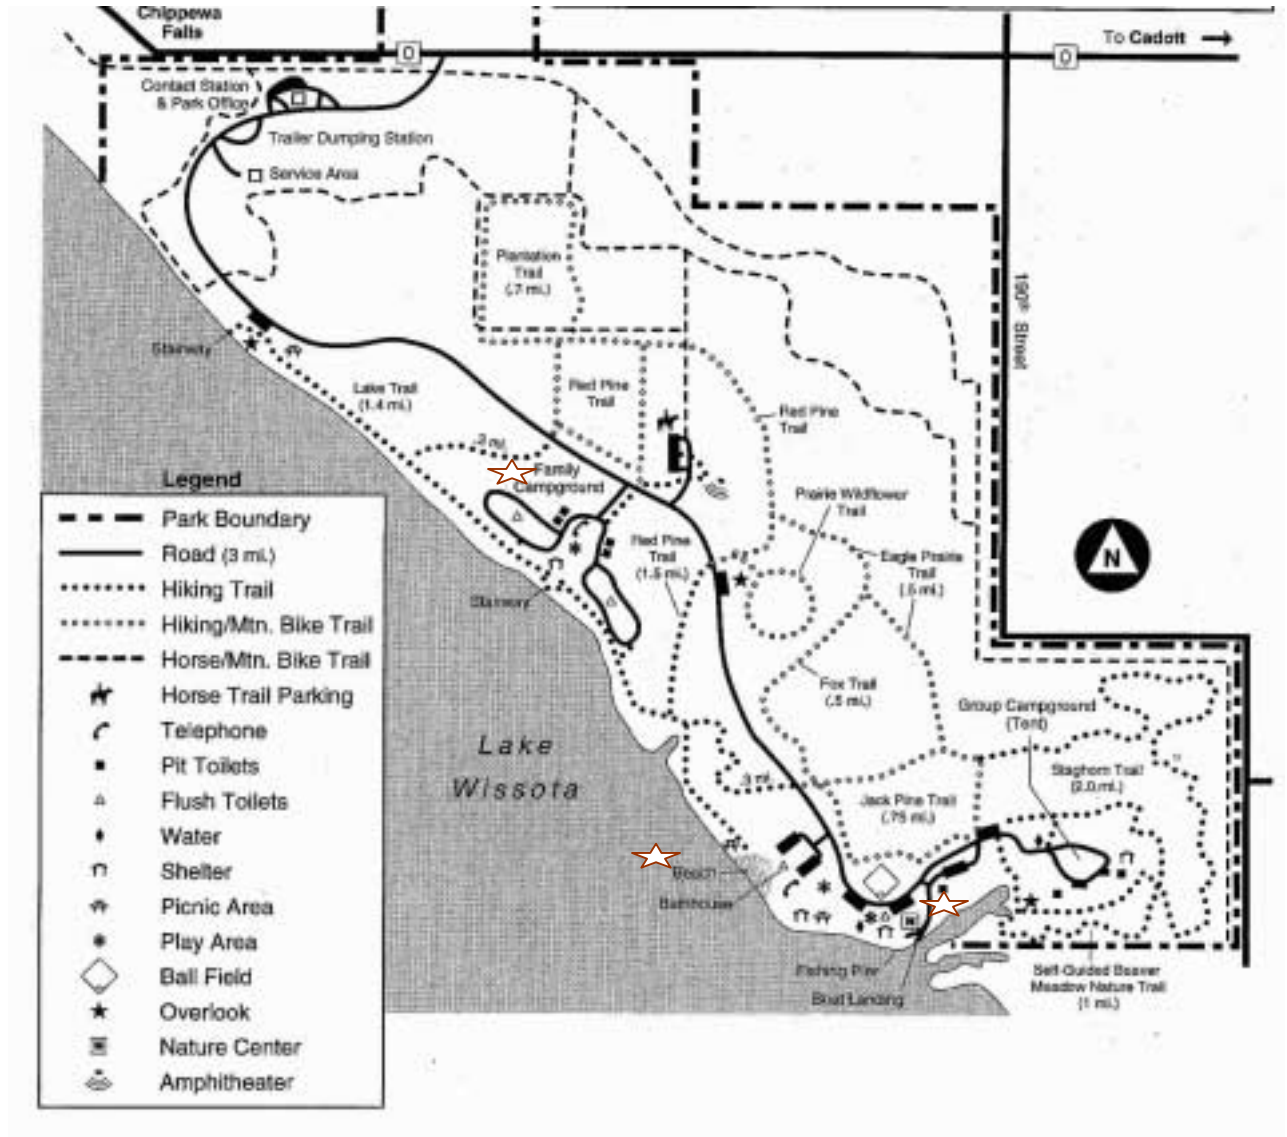 Chippewa
Falls
O
O
To Cadott
Contact Station
& Park Office
Trailer Dumping Station
Service Area
Plantation
Trail
(.7 mi.)
190th Street
Stairway
Lake Trail
(1.4 mi.)
Red Pine
Trail
Red Pine
Trail
.3 mi.
Family
Campground
Prairie Wildflower
Trail
Red Pine
Trail
(1.5 mi.)
Eagle Prairie
Trail
(.5 mi.)
N
Stairway
Fox Trail
(.5 mi.)
Group Campground
(Tent)
Lake
Wissota
.3 mi.
Staghorn Trail
(2.0 mi.)
Jack Pine Trail
(.75 mi.)
Beach
Bathhouse
Fishing Pier
Boat Landing
Self-Guided Beaver
Meadow Nature Trail
(1 mi.)
Legend
Park Boundary
Road (3 mi.)
Hiking Trail
Hiking/Mtn. Bike Trail
Horse/Mtn. Bike Trail
Horse Trail Parking
Telephone
Pit Toilets
Flush Toilets
Water
Shelter
Picnic Area
Play Area
Ball Field
Overlook
Nature Center
Amphitheater